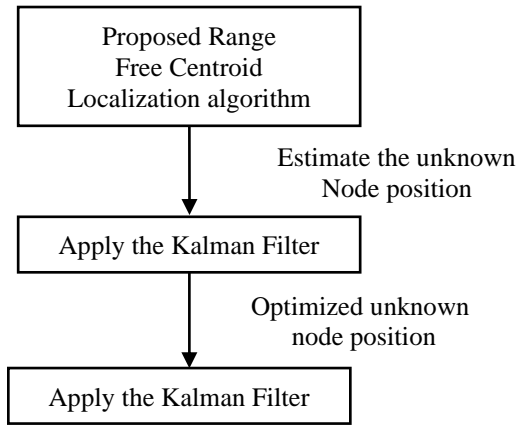 Proposed Range
Free Centroid
Localization algorithm
Estimate the unknown
Node position
Apply the Kalman Filter
Optimized unknown
node position
Apply the Kalman Filter